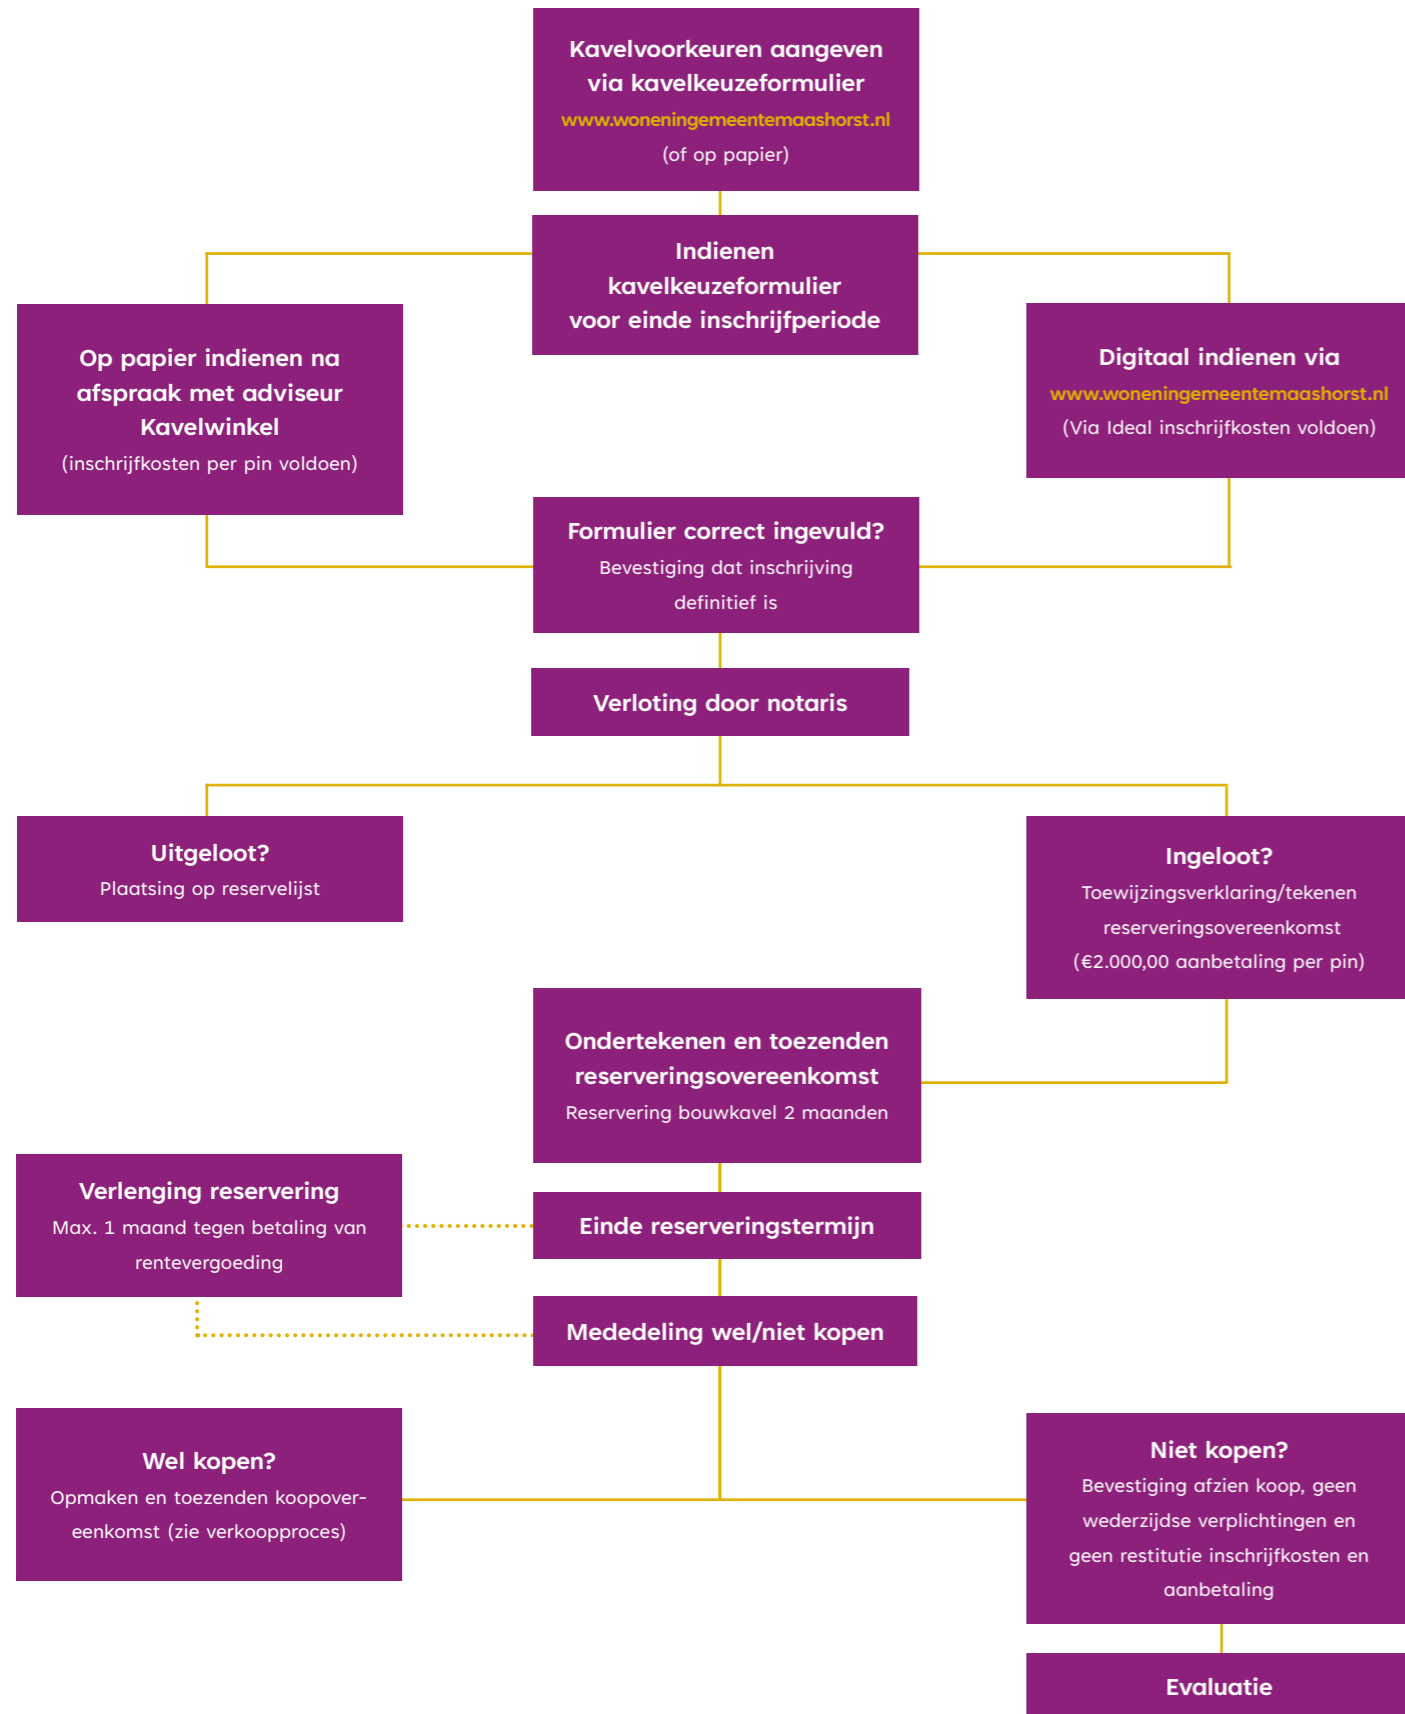 Kavelvoorkeuren aangeven
via kavelkeuzeformulier
www.woneningemeentemaashorst.nl
(of op papier)
Indienen
kavelkeuzeformulier
voor einde inschrijfperiode
Op papier indienen na
afspraak met adviseur
Kavelwinkel
(inschrijfkosten per pin voldoen)
Digitaal indienen via
www.woneningemeentemaashorst.nl
(Via Ideal inschrijfkosten voldoen)
Formulier correct ingevuld?
Bevestiging dat inschrijving
definitief is
Verloting door notaris
Uitgeloot?
Plaatsing op reservelijst
Ingeloot?
Toewijzingsverklaring/tekenen
reserveringsovereenkomst
(€2.000,00 aanbetaling per pin)
Ondertekenen en toezenden
reserveringsovereenkomst
Reservering bouwkavel 2 maanden
Verlenging reservering
Max. 1 maand tegen betaling van
rentevergoeding
Einde reserveringstermijn
Mededeling wel/niet kopen
Wel kopen?
Opmaken en toezenden koopover-
eenkomst (zie verkoopproces)
Niet kopen?
Bevestiging afzien koop, geen
wederzijdse verplichtingen en
geen restitutie inschrijfkosten en
aanbetaling
Evaluatie